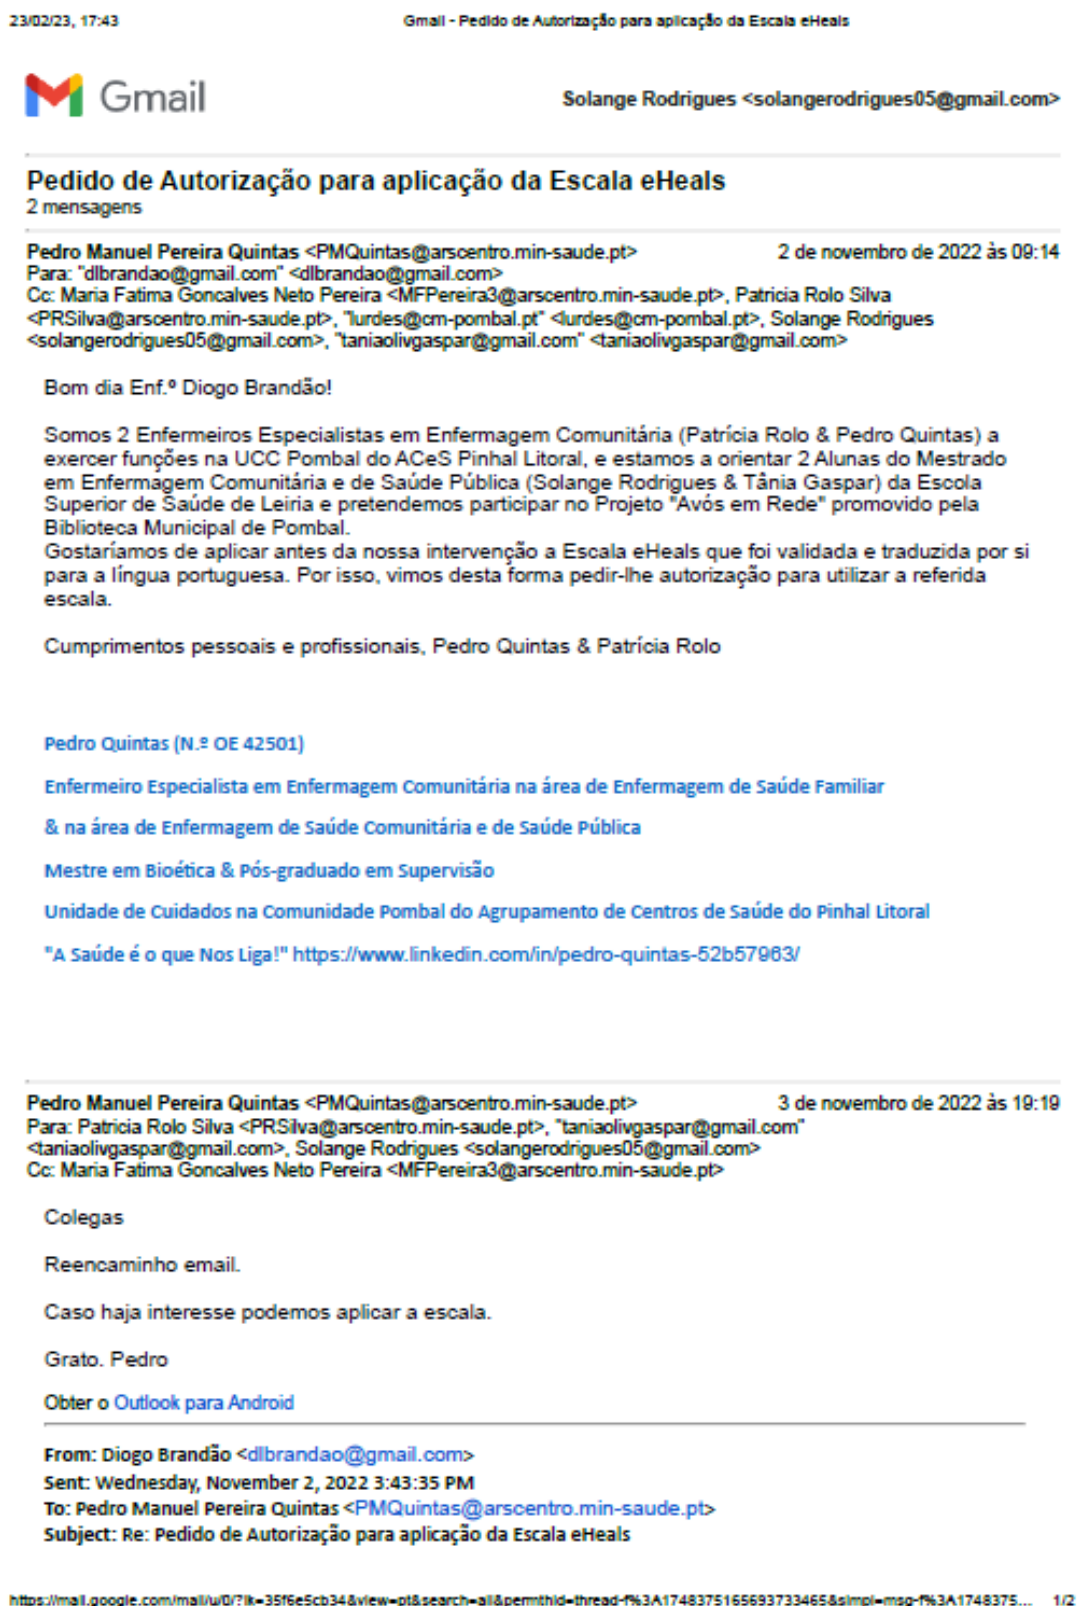 23/02/23, 17:43
Gmail - Pedido de Autorização para aplicação da Escala eHeals
Gmail
Solange Rodrigues <solangerodrigues05@gmail.com>
Pedido de Autorização para aplicação da Escala eHeals
2 mensagens
Pedro Manuel Pereira Quintas <PMQuintas@arscentro.min-saude.pt>
2 de novembro de 2022 às 09:14
Para: "dlbrandao@gmail.com" <dlbrandao@gmail.com>
Cc: Maria Fatima Goncalves Neto Pereira <MFPereira3@arscentro.min-saude.pt>, Patricia Rolo Silva
<PRSilva@arscentro.min-saude.pt>, "lurdes@cm-pombal.pt" <lurdes@cm-pombal.pt>, Solange Rodrigues
<solangerodrigues05@gmail.com>, "taniaolivgaspar@gmail.com" <taniaolivgaspar@gmail.com>
Bom dia Enf.º Diogo Brandão!
Somos 2 Enfermeiros Especialistas em Enfermagem Comunitária (Patrícia Rolo & Pedro Quintas) a
exercer funções na UCC Pombal do ACeS Pinhal Litoral, e estamos a orientar 2 Alunas do Mestrado
em Enfermagem Comunitária e de Saúde Pública (Solange Rodrigues & Tânia Gaspar) da Escola
Superior de Saúde de Leiria e pretendemos participar no Projeto "Avós em Rede" promovido pela
Biblioteca Municipal de Pombal.
Gostaríamos de aplicar antes da nossa intervenção a Escala eHeals que foi validada e traduzida por si
para a língua portuguesa. Por isso, vimos desta forma pedir-lhe autorização para utilizar a referida
escala.
Cumprimentos pessoais e profissionais, Pedro Quintas & Patrícia Rolo
Pedro Quintas (N.º OE 42501)
Enfermeiro Especialista em Enfermagem Comunitária na área de Enfermagem de Saúde Familiar
& na área de Enfermagem de Saúde Comunitária e de Saúde Pública
Mestre em Bioética & Pós-graduado em Supervisão
Unidade de Cuidados na Comunidade Pombal do Agrupamento de Centros de Saúde do Pinhal Litoral
"A Saúde é o que Nos Liga!" https://www.linkedin.com/in/pedro-quintas-52b57963/
Pedro Manuel Pereira Quintas <PMQuintas@arscentro.min-saude.pt>
3 de novembro de 2022 às 19:19
Para: Patricia Rolo Silva <PRSilva@arscentro.min-saude.pt>, "taniaolivgaspar@gmail.com"
<taniaolivgaspar@gmail.com>, Solange Rodrigues <solangerodrigues05@gmail.com>
Cc: Maria Fatima Goncalves Neto Pereira <MFPereira3@arscentro.min-saude.pt>
Colegas
Reencaminho email.
Caso haja interesse podemos aplicar a escala.
Grato. Pedro
Obter o Outlook para Android
From: Diogo Brandão <dlbrandao@gmail.com>
Sent: Wednesday, November 2, 2022 3:43:35 PM
To: Pedro Manuel Pereira Quintas <PMQuintas@arscentro.min-saude.pt>
Subject: Re: Pedido de Autorização para aplicação da Escala eHeals
https://mail.google.com/mail/u/0/?ik=35f6e5cb34&view=pt&search=all&permthid=thread-f%3A1748375165693733465&simpl=msg-f%3A1748375...
1/2